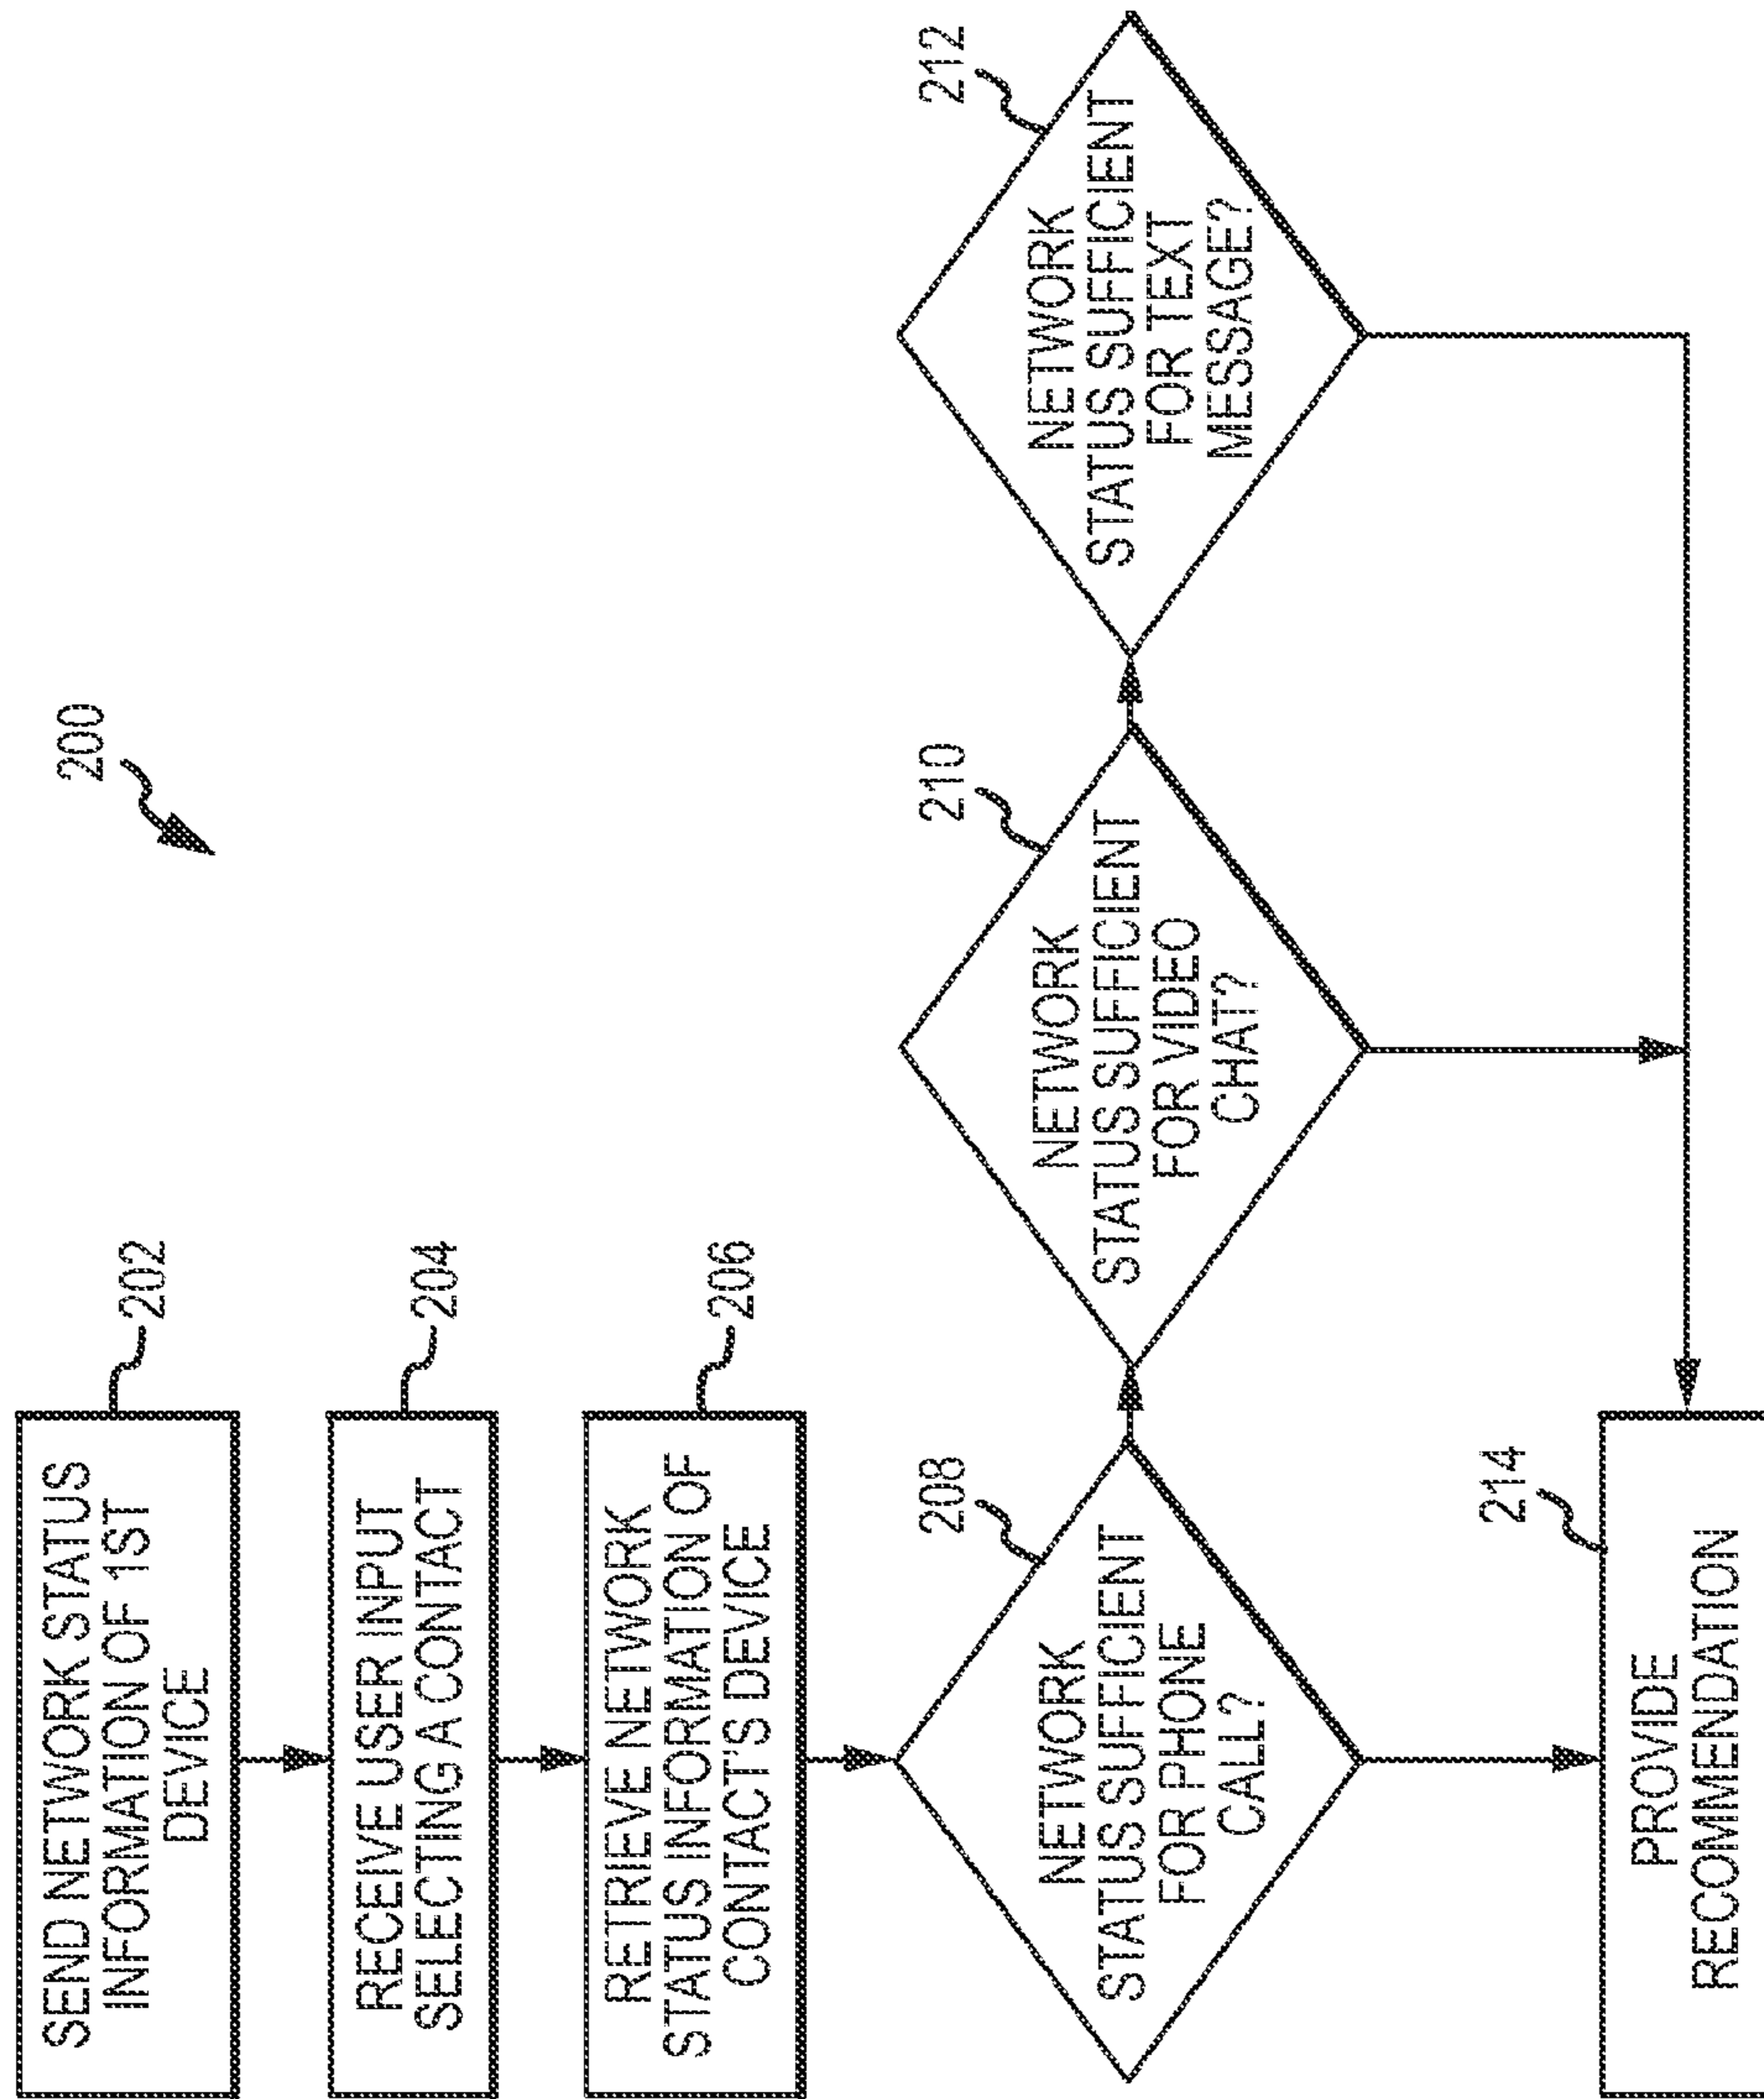 200
SEND NETWORK STATUS
INFORMATION OF 1ST
DEVICE
202
RECEIVE USER INPUT
SELECTING A CONTACT
204
RETRIEVE NETWORK
STATUS INFORMATION OF
CONTACT'S DEVICE
206
NETWORK
STATUS SUFFICIENT
FOR PHONE
CALL?
208
NETWORK
STATUS SUFFICIENT
FOR VIDEO
CHAT?
210
NETWORK
STATUS SUFFICIENT
FOR TEXT
MESSAGE?
212
PROVIDE
RECOMMENDATION
214